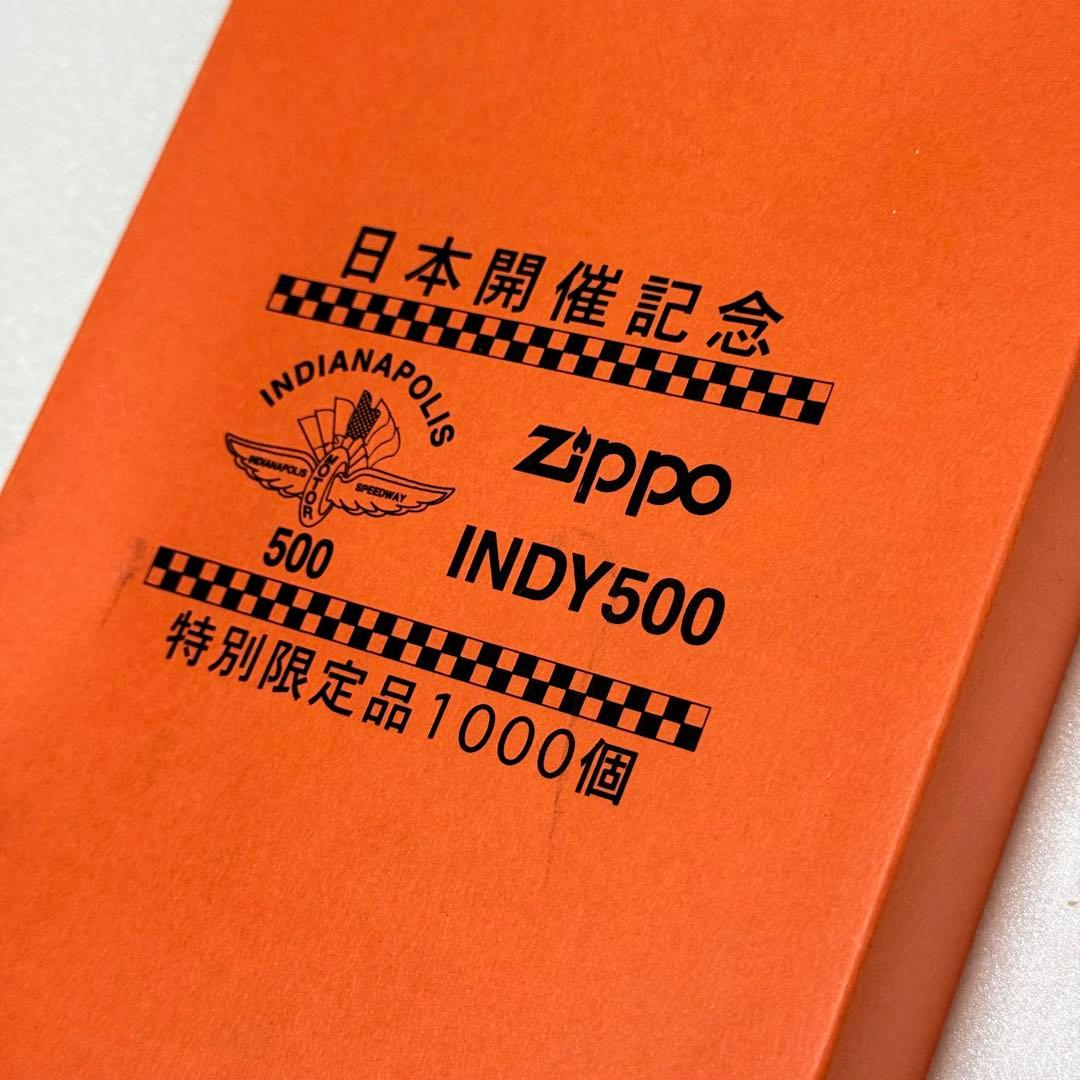 日本開催記念
INDIANAPOLIS
INDIANAPOLIS
MOTOR
SPEEDWAY
500
zippo
INDY500
特別限定品1000個